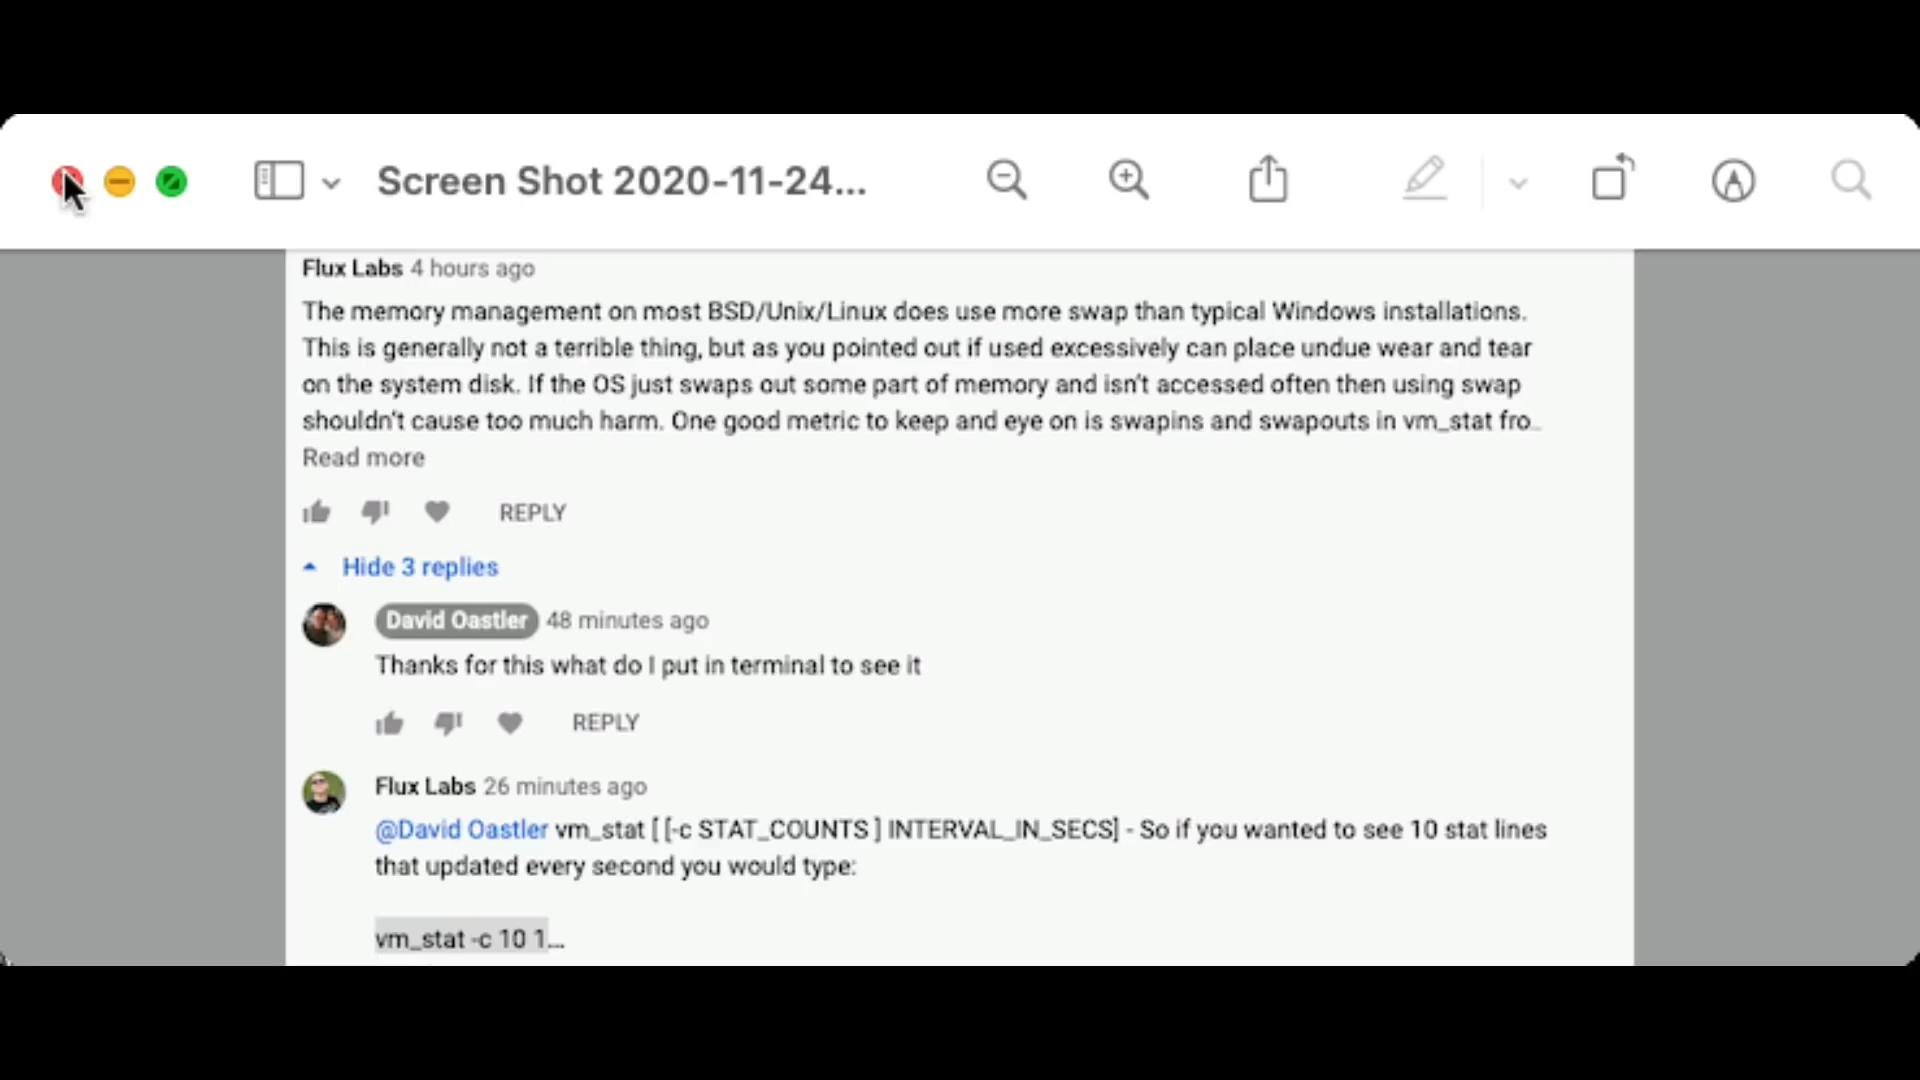 Screen Shot 2020-11-24...
Flux Labs 4 hours ago
The memory management on most BSD/Unix/Linux does use more swap than typical Windows installations.
This is generally not a terrible thing, but as you pointed out if used excessively can place undue wear and tear
on the system disk. If the OS just swaps out some part of memory and isn't accessed often then using swap
shouldn't cause too much harm. One good metric to keep and eye on is swapins and swapouts in vm_stat fro...
Read more
REPLY
Hide 3 replies
David Oastler 48 minutes ago
Thanks for this what do I put in terminal to see it
REPLY
Flux Labs 26 minutes ago
@David Oastler vm_stat [ [-c STAT_COUNTS ] INTERVAL_IN_SECS] - So if you wanted to see 10 stat lines
that updated every second you would type:
vm_stat -c 10 1...